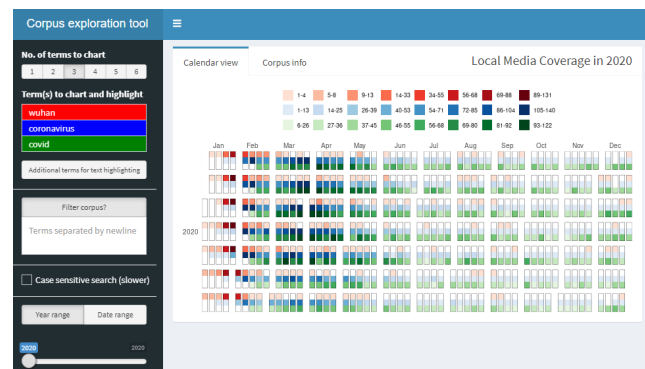 Corpus exploration tool
No. of terms to chart
1 2 3 4 5 6
Term(s) to chart and highlight
wuhan
coronavirus
covid
Additional terms for text highlighting
Filter corpus?
Terms separated by newline
Case sensitive search (slower)
Year range Date range
2020 2020
Calendar view Corpus info Local Media Coverage in 2020
1-4 5-8 9-13 14-33 34-55 56-68 69-88 89-131
1-13 14-25 26-39 40-53 54-71 72-85 86-104 105-140
6-26 27-36 37-45 46-55 56-68 69-80 81-92 93-122
Jan Feb Mar Apr May Jun Jul Aug Sep Oct Nov Dec
2020